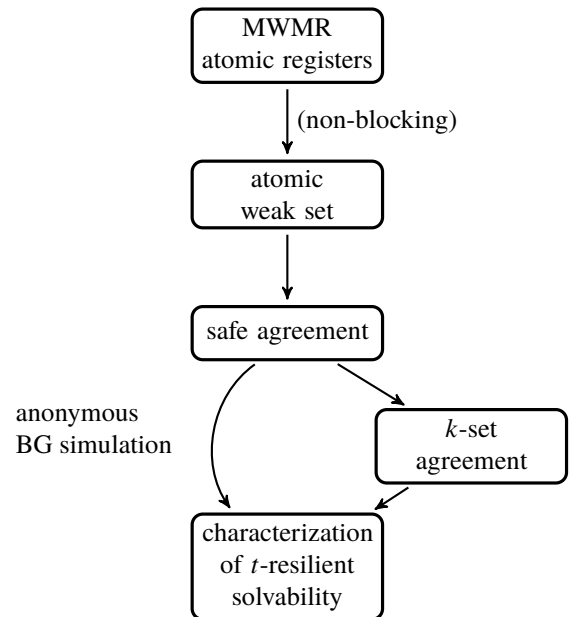 MWMR
atomic registers
(non-blocking)
atomic
weak set
safe agreement
anonymous
BG simulation
k-set
agreement
characterization
of t-resilient
solvability